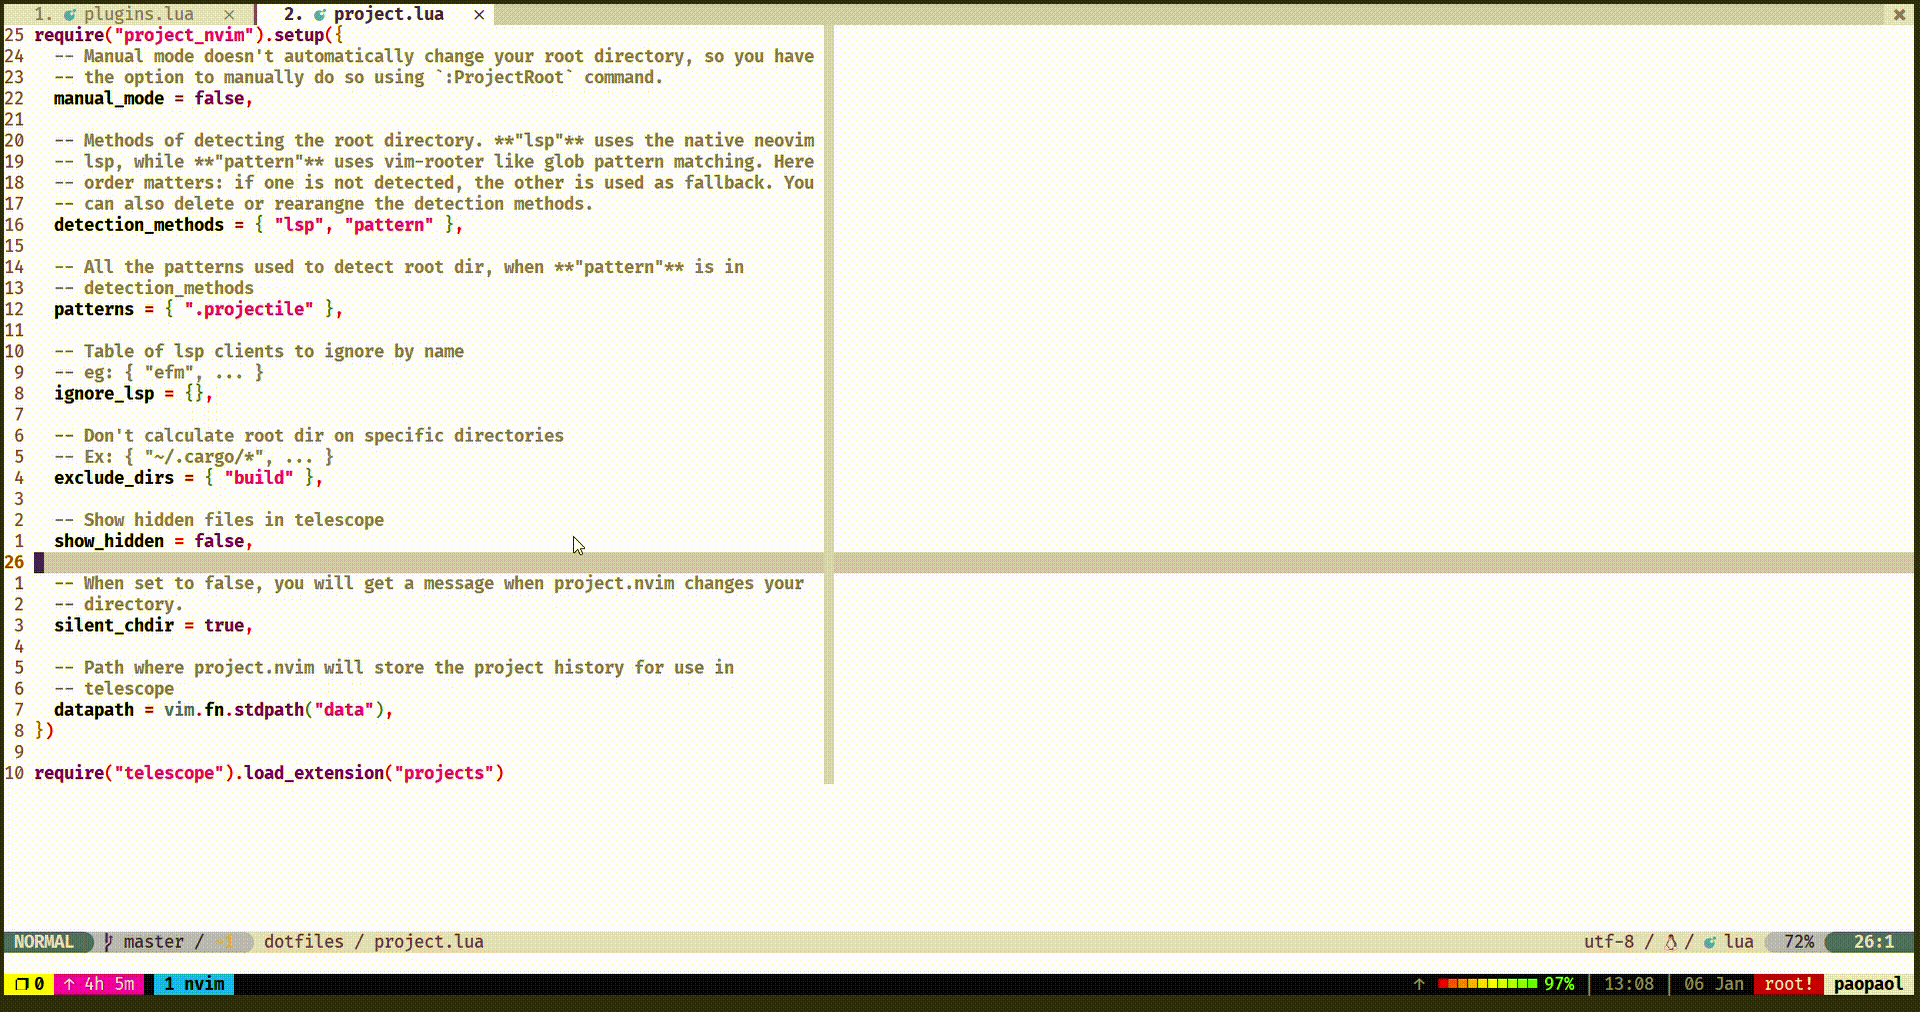 1. plugins.lua × 2. project.lua ×
25 require("project_nvim").setup({
24 -- Manual mode doesn't automatically change your root directory, so you have
23 -- the option to manually do so using `:ProjectRoot` command.
22 manual_mode = false,
21
20 -- Methods of detecting the root directory. **"lsp"** uses the native neovim
19 -- lsp, while **"pattern"** uses vim-rooter like glob pattern matching. Here
18 -- order matters: if one is not detected, the other is used as fallback. You
17 -- can also delete or rearangne the detection methods.
16 detection_methods = { "lsp", "pattern" },
15
14 -- All the patterns used to detect root dir, when **"pattern"** is in
13 -- detection_methods
12 patterns = { ".projectile" },
11
10 -- Table of lsp clients to ignore by name
9 -- eg: { "efm", ... }
8 ignore_lsp = {},
7
6 -- Don't calculate root dir on specific directories
5 -- Ex: { "~/.cargo/*", ... }
4 exclude_dirs = { "build" },
3
2 -- Show hidden files in telescope
1 show_hidden = false,
26
1 -- When set to false, you will get a message when project.nvim changes your
2 -- directory.
3 silent_chdir = true,
4
5 -- Path where project.nvim will store the project history for use in
6 -- telescope
7 datapath = vim.fn.stdpath("data"),
8 })
9
10 require("telescope").load_extension("projects")
NORMAL master / ~1 dotfiles / project.lua utf-8 / / lua 72% 26:1
0 ↑ 4h 5m 1 nvim ↑ 97% | 13:08 | 06 Jan root! paopaol